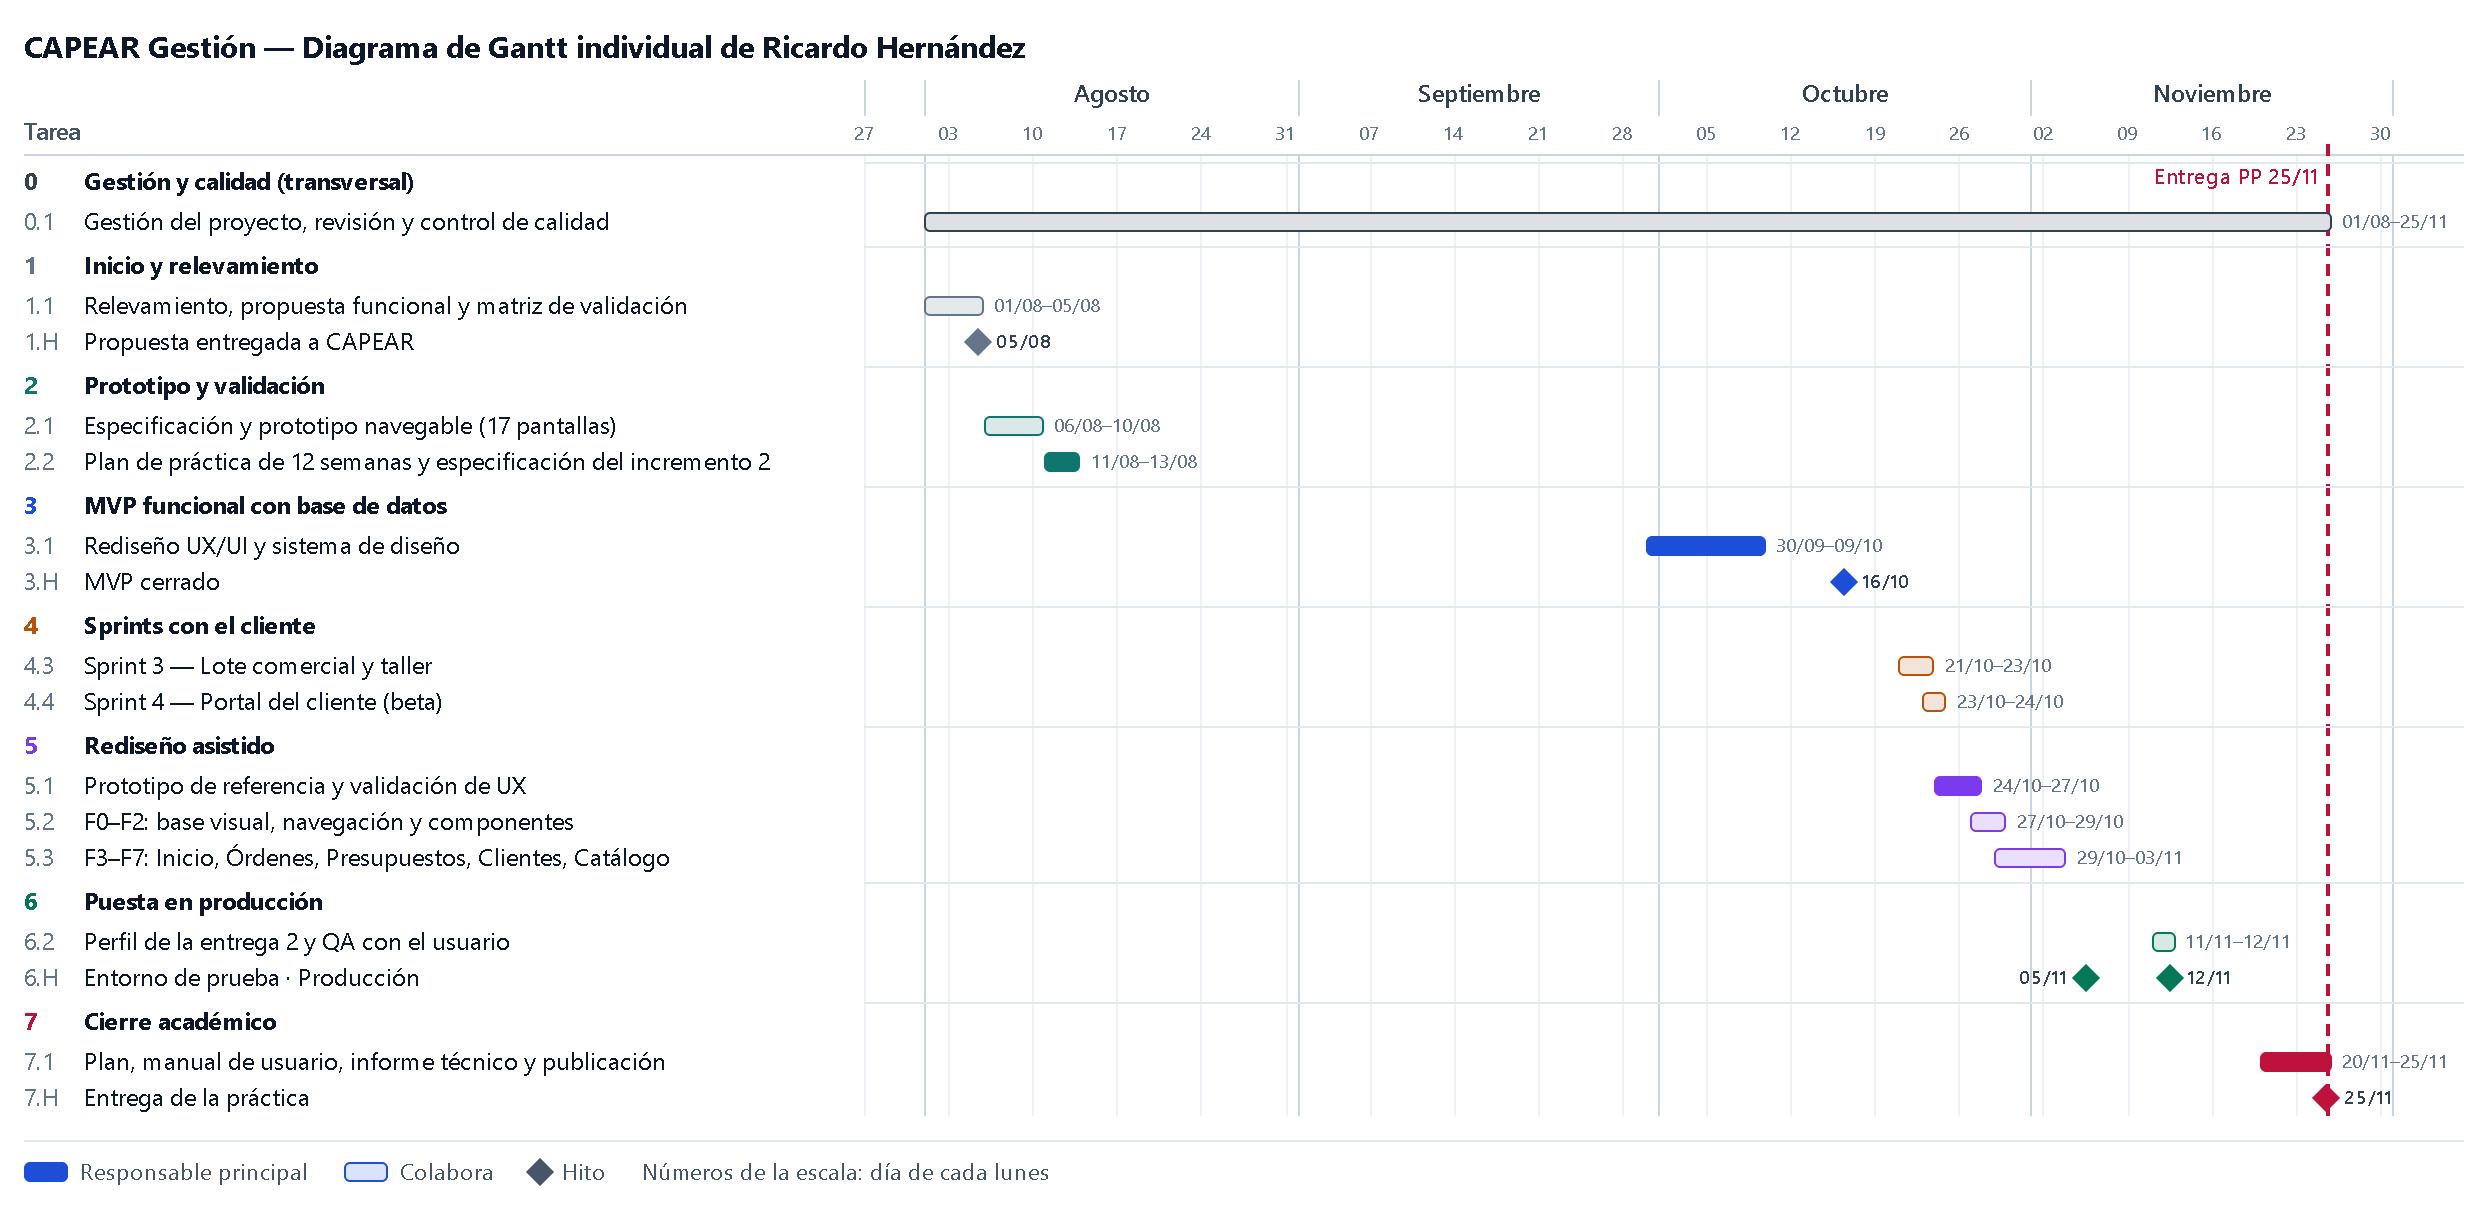 CAPEAR Gestión — Diagrama de Gantt individual de Ricardo Hernández
Agosto Septiembre Octubre Noviembre
Tarea 27 03 10 17 24 31 07 14 21 28 05 12 19 26 02 09 16 23 30
0 Gestión y calidad (transversal) Entrega PP 25/11
0.1 Gestión del proyecto, revisión y control de calidad 01/08–25/11
1 Inicio y relevamiento
1.1 Relevamiento, propuesta funcional y matriz de validación 01/08–05/08
1.H Propuesta entregada a CAPEAR 05/08
2 Prototipo y validación
2.1 Especificación y prototipo navegable (17 pantallas) 06/08–10/08
2.2 Plan de práctica de 12 semanas y especificación del incremento 2 11/08–13/08
3 MVP funcional con base de datos
3.1 Rediseño UX/UI y sistema de diseño 30/09–09/10
3.H MVP cerrado 16/10
4 Sprints con el cliente
4.3 Sprint 3 — Lote comercial y taller 21/10–23/10
4.4 Sprint 4 — Portal del cliente (beta) 23/10–24/10
5 Rediseño asistido
5.1 Prototipo de referencia y validación de UX 24/10–27/10
5.2 F0–F2: base visual, navegación y componentes 27/10–29/10
5.3 F3–F7: Inicio, Órdenes, Presupuestos, Clientes, Catálogo 29/10–03/11
6 Puesta en producción
6.2 Perfil de la entrega 2 y QA con el usuario 11/11–12/11
6.H Entorno de prueba · Producción 05/11 12/11
7 Cierre académico
7.1 Plan, manual de usuario, informe técnico y publicación 20/11–25/11
7.H Entrega de la práctica 25/11
Responsable principal Colabora Hito Números de la escala: día de cada lunes